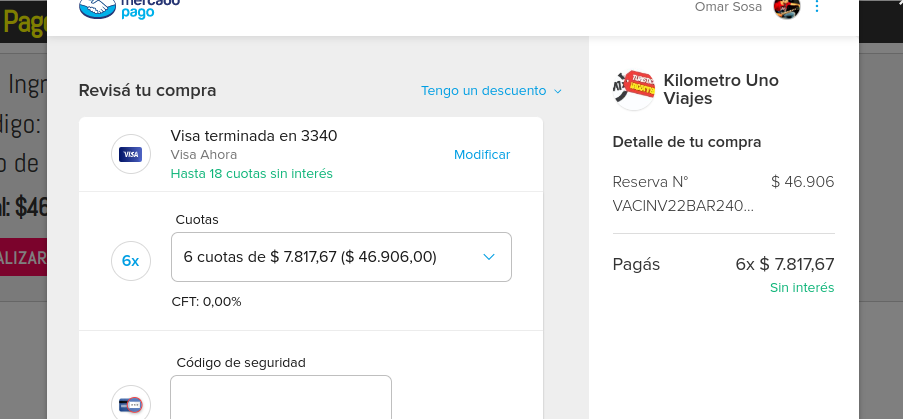 mercado
pago
Omar Sosa
Pago
Ingr
digo:
o de
al: $46
ALIZAR
Revisá tu compra
Tengo un descuento
VISA
Visa terminada en 3340
Visa Ahora
Hasta 18 cuotas sin interés
Modificar
Cuotas
6x
6 cuotas de $ 7.817,67 ($ 46.906,00)
CFT: 0,00%
Código de seguridad
Kilometro Uno
Viajes
Detalle de tu compra
Reserva N° $ 46.906
VACINV22BAR240...
Pagás 6x $ 7.817,67
Sin interés